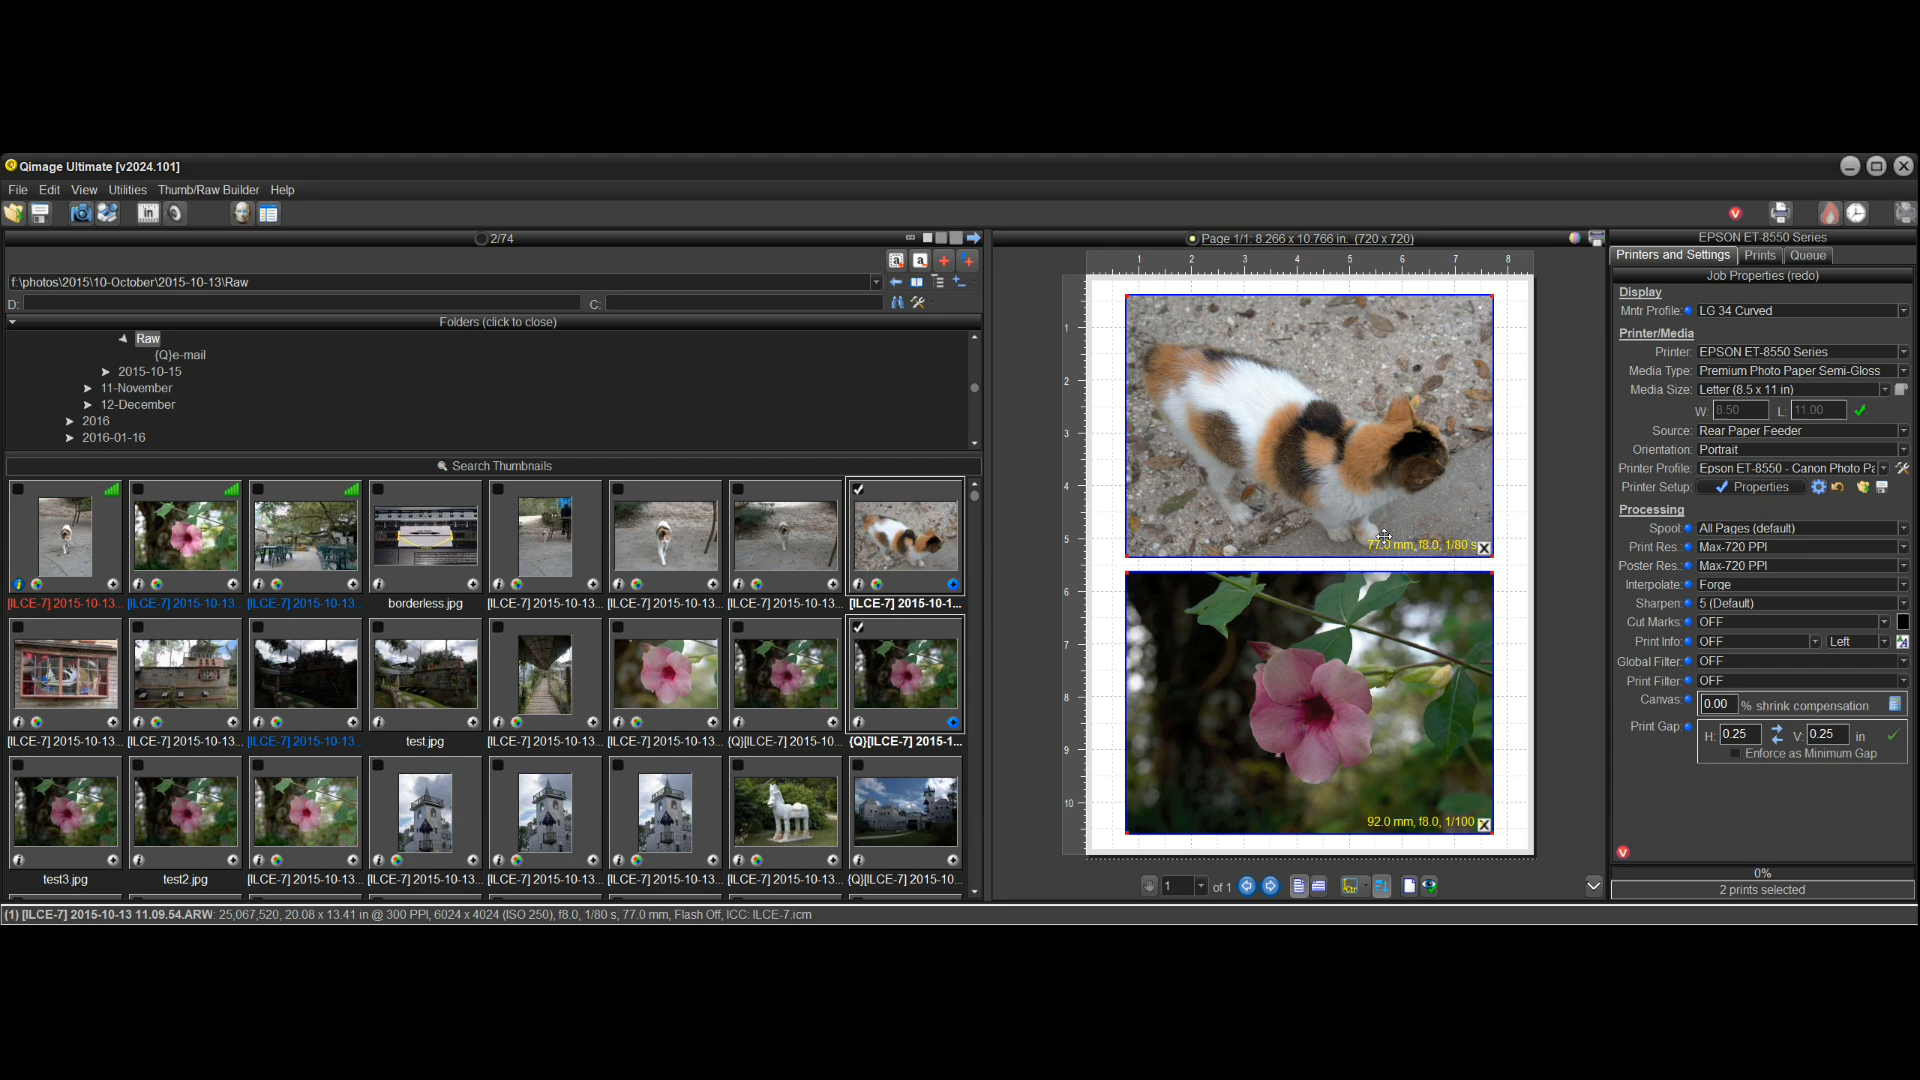 Qimage Ultimate [v2024.101]
File Edit View Utilities Thumb/Raw Builder Help
in
V
2/74
Page 1/1: 8.266 x 10.766 in. (720 x 720)
EPSON ET-8550 Series
Printers and Settings Prints Queue
Job Properties (redo)
f:\photos\2015\10-October\2015-10-13\Raw
D: C:
Folders (click to close)
Raw
{Q}e-mail
2015-10-15
11-November
12-December
2016
2016-01-16
Search Thumbnails
[ILCE-7] 2015-10-13... [ILCE-7] 2015-10-13... [ILCE-7] 2015-10-13... borderless.jpg [ILCE-7] 2015-10-13... [ILCE-7] 2015-10-13... [ILCE-7] 2015-10-13... [ILCE-7] 2015-10-1...
[ILCE-7] 2015-10-13... [ILCE-7] 2015-10-13... [ILCE-7] 2015-10-13... test.jpg [ILCE-7] 2015-10-13... [ILCE-7] 2015-10-13... {Q}[ILCE-7] 2015-10... {Q}[ILCE-7] 2015-1...
test3.jpg test2.jpg [ILCE-7] 2015-10-13... [ILCE-7] 2015-10-13... [ILCE-7] 2015-10-13... [ILCE-7] 2015-10-13... [ILCE-7] 2015-10-13... {Q}[ILCE-7] 2015-10...
1 2 3 4 5 6 7 8
1
2
3
4
5
6
7
8
9
10
77.0 mm, f8.0, 1/80 s X
92.0 mm, f8.0, 1/100 X
1 of 1
Display
Mntr Profile: LG 34 Curved
Printer/Media
Printer: EPSON ET-8550 Series
Media Type: Premium Photo Paper Semi-Gloss
Media Size: Letter (8.5 x 11 in)
W: 8.50 L: 11.00
Source: Rear Paper Feeder
Orientation: Portrait
Printer Profile: Epson ET-8550 - Canon Photo Pa
Printer Setup: Properties
Processing
Spool: All Pages (default)
Print Res.: Max-720 PPI
Poster Res.: Max-720 PPI
Interpolate: Forge
Sharpen: 5 (Default)
Cut Marks: OFF
Print Info: OFF Left
Global Filter: OFF
Print Filter: OFF
Canvas: 0.00 % shrink compensation
Print Gap: H: 0.25 V: 0.25 in
Enforce as Minimum Gap
V
0%
2 prints selected
(1) [ILCE-7] 2015-10-13 11.09.54.ARW: 25,067,520, 20.08 x 13.41 in @ 300 PPI, 6024 x 4024 (ISO 250), f8.0, 1/80 s, 77.0 mm, Flash Off, ICC: ILCE-7.icm